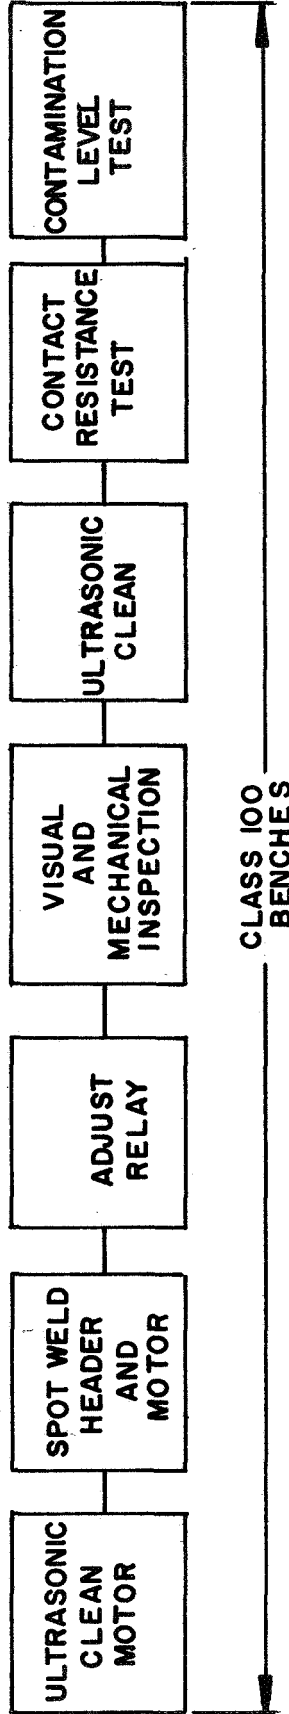 ULTRASONIC
CLEAN
MOTOR
SPOT WELD
HEADER
AND
MOTOR
ADJUST
RELAY
VISUAL
AND
MECHANICAL
INSPECTION
ULTRASONIC
CLEAN
CONTACT
RESISTANCE
TEST
CONTAMINATION
LEVEL
TEST
CLASS 100
BENCHES